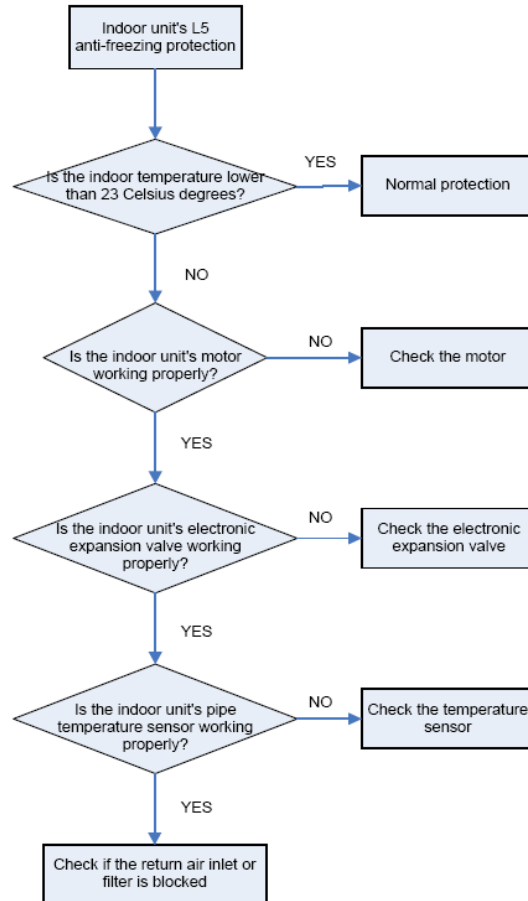 Indoor unit's L5
anti-freezing protection
Is the indoor temperature lower
than 23 Celsius degrees?
YES
Normal protection
NO
Is the indoor unit's motor
working properly?
NO
Check the motor
YES
Is the indoor unit's electronic
expansion valve working
properly?
NO
Check the electronic
expansion valve
YES
Is the indoor unit's pipe
temperature sensor working
properly?
NO
Check the temperature
sensor
YES
Check if the return air inlet or
filter is blocked